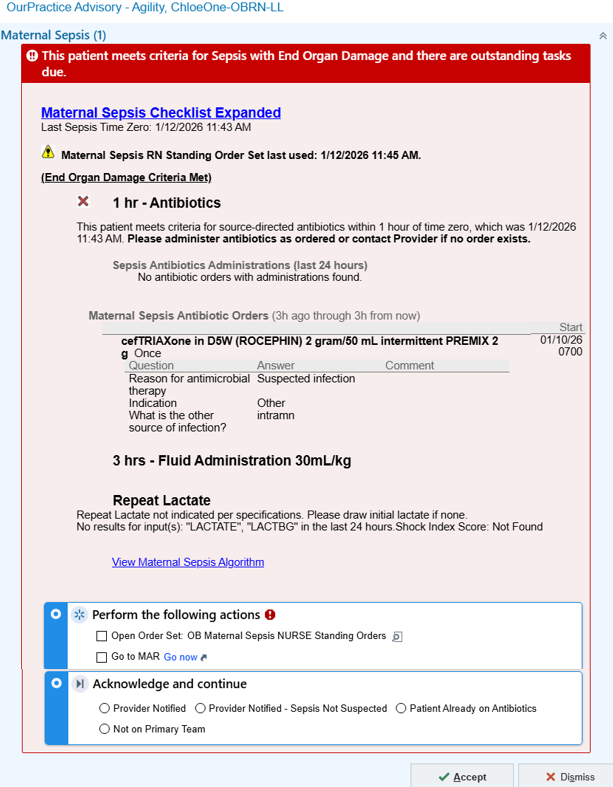 OurPractice Advisory - Agility, ChloeOne-OBRN-LL
Maternal Sepsis (1)
This patient meets criteria for Sepsis with End Organ Damage and there are outstanding tasks
due.
Maternal Sepsis Checklist Expanded
Last Sepsis Time Zero: 1/12/2026 11:43 AM
Maternal Sepsis RN Standing Order Set last used: 1/12/2026 11:45 AM.
(End Organ Damage Criteria Met)
1 hr - Antibiotics
This patient meets criteria for source-directed antibiotics within 1 hour of time zero, which was 1/12/2026
11:43 AM. Please administer antibiotics as ordered or contact Provider if no order exists.
Sepsis Antibiotics Administrations (last 24 hours)
No antibiotic orders with administrations found.
Maternal Sepsis Antibiotic Orders (3h ago through 3h from now)
Start
cefTRIAXone in D5W (ROCEPHIN) 2 gram/50 mL intermittent PREMIX 2 01/10/26
g Once 0700
Question Answer Comment
Reason for antimicrobial Suspected infection
therapy
Indication Other
What is the other intramn
source of infection?
3 hrs - Fluid Administration 30mL/kg
Repeat Lactate
Repeat Lactate not indicated per specifications. Please draw initial lactate if none.
No results for input(s): "LACTATE", "LACTBG" in the last 24 hours.Shock Index Score: Not Found
View Maternal Sepsis Algorithm
Perform the following actions
Open Order Set: OB Maternal Sepsis NURSE Standing Orders
Go to MAR Go now
Acknowledge and continue
Provider Notified Provider Notified - Sepsis Not Suspected Patient Already on Antibiotics
Not on Primary Team
Accept Dismiss